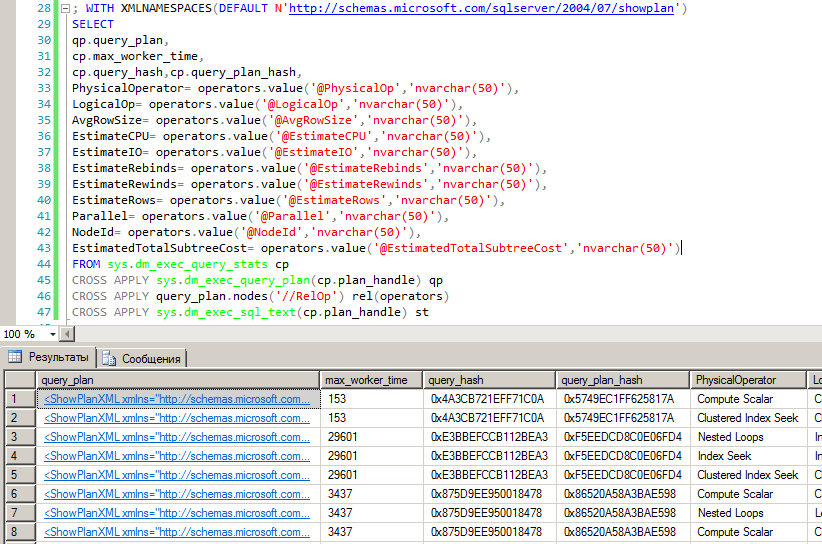 28 ; WITH XMLNAMESPACES(DEFAULT N'http://schemas.microsoft.com/sqlserver/2004/07/showplan')
29 SELECT
30 qp.query_plan,
31 cp.max_worker_time,
32 cp.query_hash,cp.query_plan_hash,
33 PhysicalOperator= operators.value('@PhysicalOp','nvarchar(50)'),
34 LogicalOp= operators.value('@LogicalOp','nvarchar(50)'),
35 AvgRowSize= operators.value('@AvgRowSize','nvarchar(50)'),
36 EstimateCPU= operators.value('@EstimateCPU','nvarchar(50)'),
37 EstimateIO= operators.value('@EstimateIO','nvarchar(50)'),
38 EstimateRebinds= operators.value('@EstimateRebinds','nvarchar(50)'),
39 EstimateRewinds= operators.value('@EstimateRewinds','nvarchar(50)'),
40 EstimateRows= operators.value('@EstimateRows','nvarchar(50)'),
41 Parallel= operators.value('@Parallel','nvarchar(50)'),
42 NodeId= operators.value('@NodeId','nvarchar(50)'),
43 EstimatedTotalSubtreeCost= operators.value('@EstimatedTotalSubtreeCost','nvarchar(50)')
44 FROM sys.dm_exec_query_stats cp
45 CROSS APPLY sys.dm_exec_query_plan(cp.plan_handle) qp
46 CROSS APPLY query_plan.nodes('//RelOp') rel(operators)
47 CROSS APPLY sys.dm_exec_sql_text(cp.plan_handle) st
100 %
Результаты Сообщения
query_plan max_worker_time query_hash query_plan_hash PhysicalOperator Lo
1 <ShowPlanXML xmlns="http://schemas.microsoft.com... 153 0x4A3CB721EFF71C0A 0x5749EC1FF625817A Compute Scalar C
2 <ShowPlanXML xmlns="http://schemas.microsoft.com... 153 0x4A3CB721EFF71C0A 0x5749EC1FF625817A Clustered Index Seek C
3 <ShowPlanXML xmlns="http://schemas.microsoft.com... 29601 0xE3BBEFCCB112BEA3 0xF5EEDCD8C0E06FD4 Nested Loops In
4 <ShowPlanXML xmlns="http://schemas.microsoft.com... 29601 0xE3BBEFCCB112BEA3 0xF5EEDCD8C0E06FD4 Index Seek In
5 <ShowPlanXML xmlns="http://schemas.microsoft.com... 29601 0xE3BBEFCCB112BEA3 0xF5EEDCD8C0E06FD4 Clustered Index Seek C
6 <ShowPlanXML xmlns="http://schemas.microsoft.com... 3437 0x875D9EE950018478 0x86520A58A3BAE598 Compute Scalar C
7 <ShowPlanXML xmlns="http://schemas.microsoft.com... 3437 0x875D9EE950018478 0x86520A58A3BAE598 Nested Loops Le
8 <ShowPlanXML xmlns="http://schemas.microsoft.com... 3437 0x875D9EE950018478 0x86520A58A3BAE598 Compute Scalar C